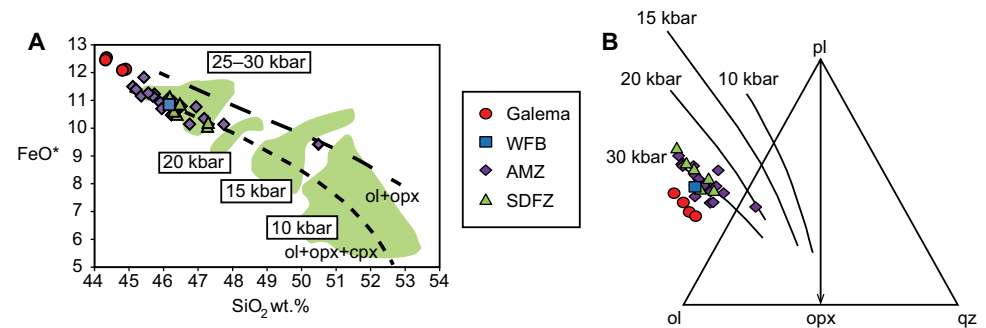 A
13
12
11
10
9
8
7
6
5
FeO*
25–30 kbar
20 kbar
15 kbar
10 kbar
ol+opx
ol+opx+cpx
44 45 46 47 48 49 50 51 52 53 54
SiO2 wt.%
Galema
WFB
AMZ
SDFZ
B
15 kbar
20 kbar
10 kbar
30 kbar
pl
ol
opx
qz